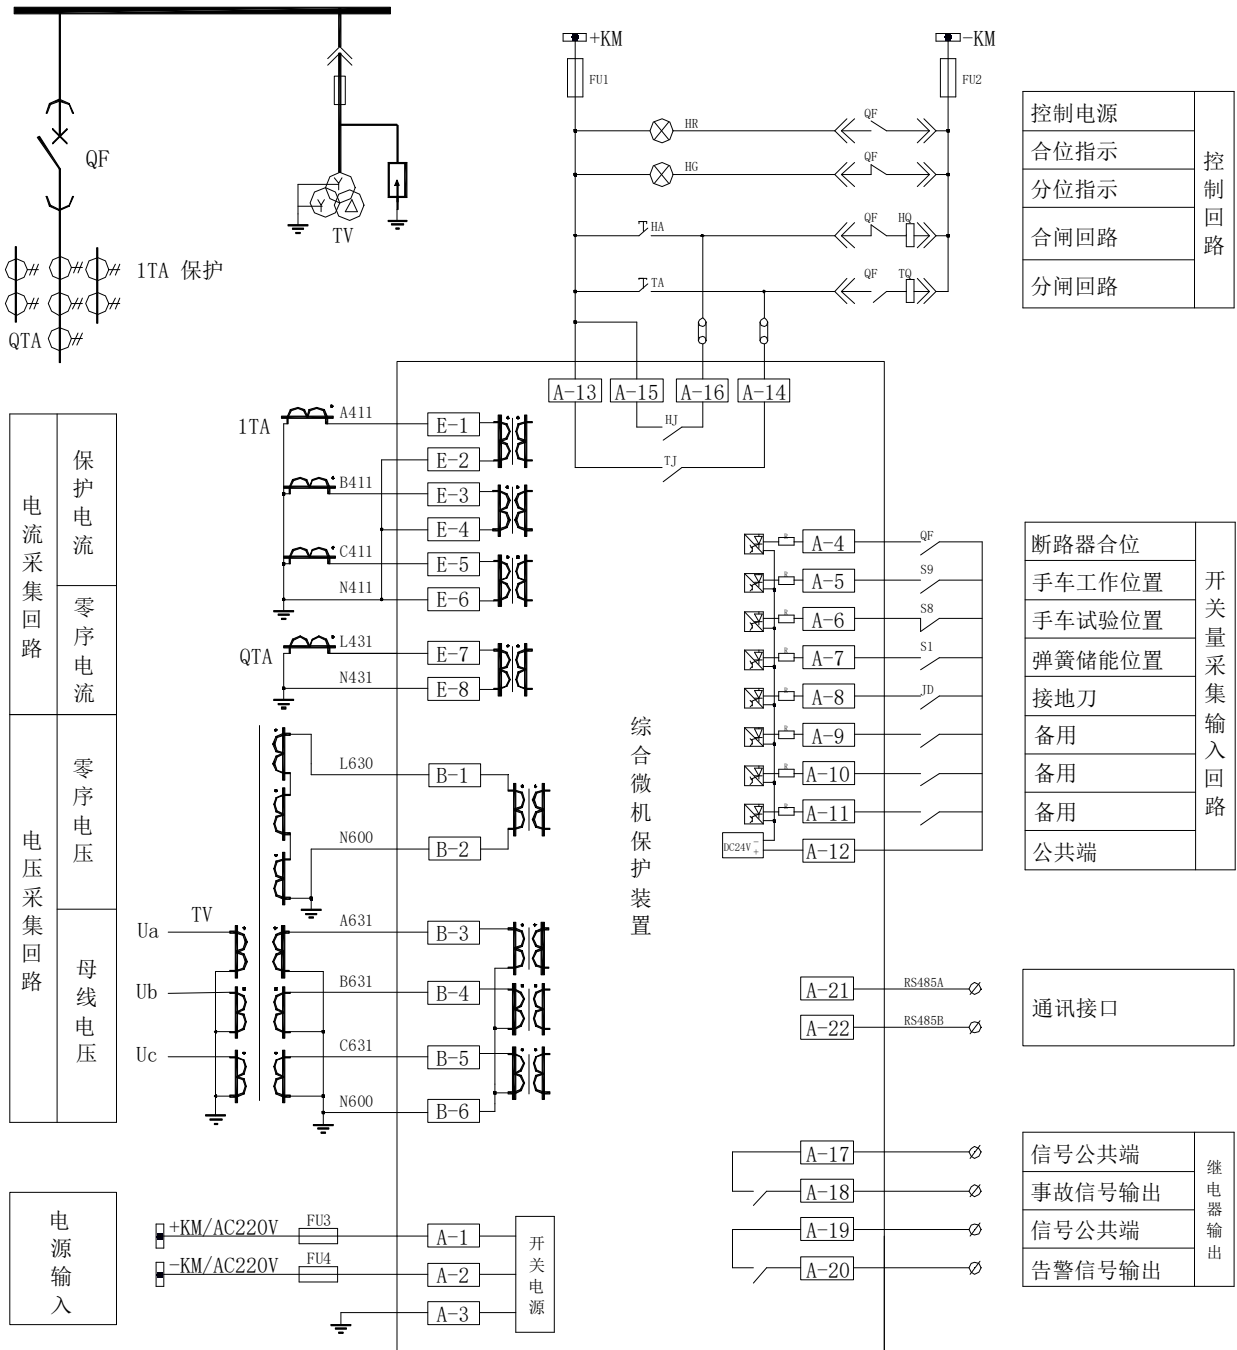 QF
TV
1TA 保护
QTA
+KM
-KM
FU1
FU2
HR
QF
HG
QF
HA
QF
HQ
TA
QF
TQ
控制电源
合位指示
分位指示
合闸回路
分闸回路
控制回路
A-13
A-15
A-16
A-14
HJ
TJ
电流采集回路
保护电流
零序电流
电压采集回路
零序电压
母线电压
1TA
A411
E-1
E-2
B411
E-3
E-4
C411
E-5
N411
E-6
QTA
L431
E-7
N431
E-8
L630
B-1
N600
B-2
TV
Ua
A631
B-3
Ub
B631
B-4
Uc
C631
B-5
N600
B-6
综合微机保护装置
R
A-4
QF
R
A-5
S9
R
A-6
S8
R
A-7
S1
R
A-8
JD
R
A-9
R
A-10
R
A-11
DC24V
-
+
A-12
断路器合位
手车工作位置
手车试验位置
弹簧储能位置
接地刀
备用
备用
备用
公共端
开关量采集输入回路
A-21
RS485A
A-22
RS485B
通讯接口
A-17
A-18
A-19
A-20
信号公共端
事故信号输出
信号公共端
告警信号输出
继电器输出
电源输入
+KM/AC220V
FU3
A-1
-KM/AC220V
FU4
A-2
A-3
开关电源